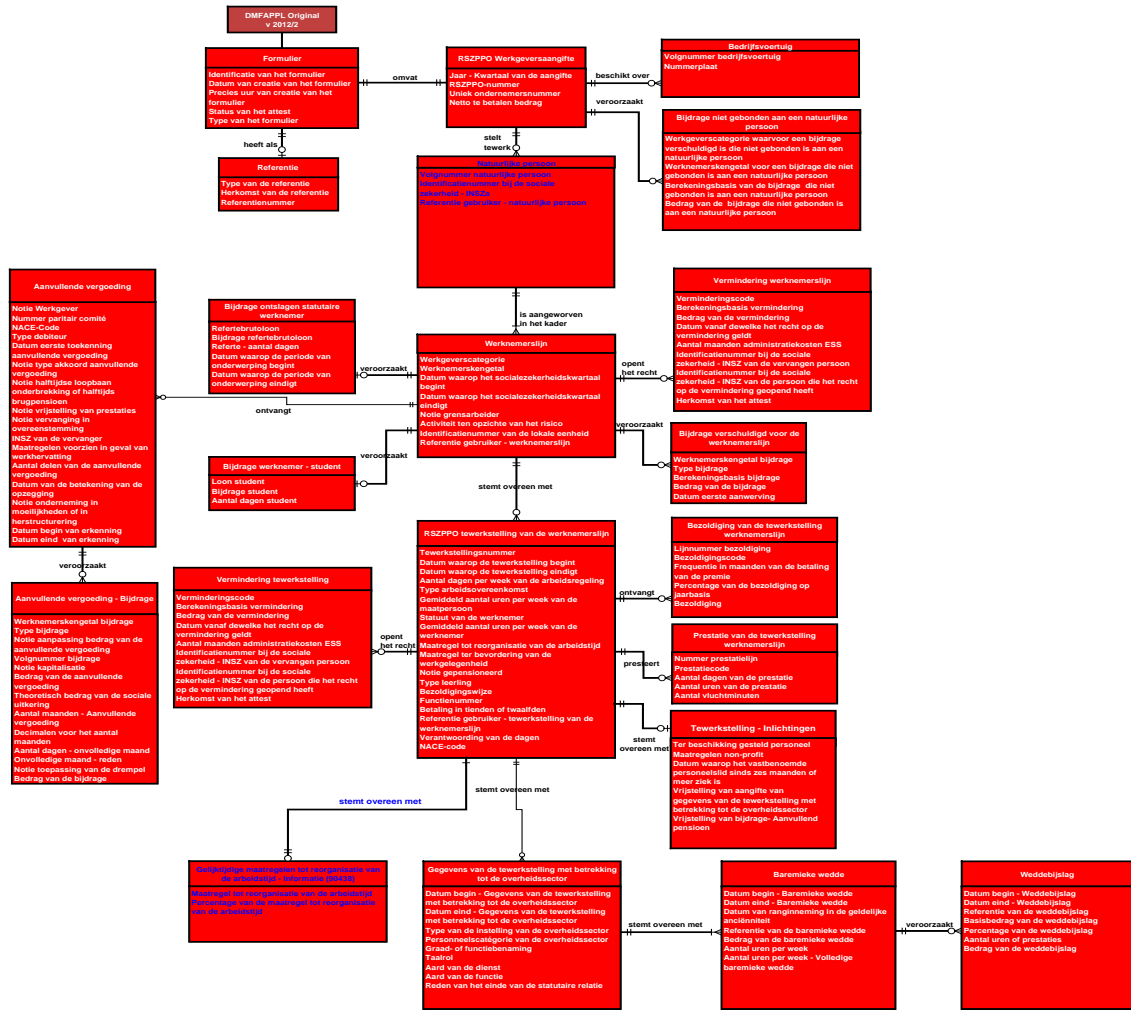 DMFAPPL Original
v 2012/2
Formulier
Identificatie van het formulier
Datum van creatie van het formulier
Precies uur van creatie van het
formulier
Status van het attest
Type van het formulier
omvat
RSZPPO Werkgeversaangifte
Jaar - Kwartaal van de aangifte
RSZPPO-nummer
Uniek ondernemersnummer
Netto te betalen bedrag
beschikt over
Bedrijfsvoertuig
Volgnummer bedrijfsvoertuig
Nummerplaat
veroorzaakt
Bijdrage niet gebonden aan een natuurlijke
persoon
Werkgeverscategorie waarvoor een bijdrage
verschuldigd is die niet gebonden is aan een
natuurlijke persoon
Werknemerskengetal voor een bijdrage die niet
gebonden is aan een natuurlijke persoon
Berekeningsbasis van de bijdrage die niet
gebonden is aan een natuurlijke persoon
Bedrag van de bijdrage die niet gebonden is
aan een natuurlijke persoon
heeft als
Referentie
Type van de referentie
Herkomst van de referentie
Referentienummer
stelt
tewerk
Natuurlijke persoon
Volgnummer natuurlijke persoon
Identificatienummer bij de sociale
zekerheid - INSZs
Referentie gebruiker - natuurlijke persoon
is aangeworven
in het kader
Aanvullende vergoeding
Notie Werkgever
Nummer paritair comité
NACE-Code
Type debiteur
Datum eerste toekenning
aanvullende vergoeding
Notie type akkoord aanvullende
vergoeding
Notie halftijdse loopbaan
onderbrekking of halftijds
brugpensioen
Notie vrijstelling van prestaties
Notie vervanging in
overeenstemming
INSZ van de vervanger
Maatregelen voorzien in geval van
werkhervatting
Aantal delen van de aanvullende
vergoeding
Datum van de betekening van de
opzegging
Notie onderneming in
moeilijkheden of in
herstructurering
Datum begin van erkenning
Datum eind van erkenning
Bijdrage ontslagen statutaire
werknemer
Refertebrutoloon
Bijdrage refertebrutoloon
Referte - aantal dagen
Datum waarop de periode van
onderwerping begint
Datum waarop de periode van
onderwerping eindigt
veroorzaakt
ontvangt
Werknemerslijn
Werkgeverscategorie
Werknemerskengetal
Datum waarop het socialezekerheidskwartaal
begint
Datum waarop het socialezekerheidskwartaal
eindigt
Notie grensarbeider
Activiteit ten opzichte van het risico
Identificatienummer van de lokale eenheid
Referentie gebruiker - werknemerslijn
opent
het recht
Vermindering werknemerslijn
Verminderingscode
Berekeningsbasis vermindering
Bedrag van de vermindering
Datum vanaf dewelke het recht op de
vermindering geldt
Aantal maanden administratiekosten ESS
Identificatienummer bij de sociale
zekerheid - INSZ van de vervangen persoon
Identificatienummer bij de sociale
zekerheid - INSZ van de persoon die het recht
op de vermindering geopend heeft
Herkomst van het attest
veroorzaakt
Bijdrage verschuldigd voor de
werknemerslijn
Werknemerskengetal bijdrage
Type bijdrage
Berekeningsbasis bijdrage
Bedrag van de bijdrage
Datum eerste aanwerving
veroorzaakt
Bijdrage werknemer - student
Loon student
Bijdrage student
Aantal dagen student
stemt overeen met
veroorzaakt
Aanvullende vergoeding - Bijdrage
Werknemerskengetal bijdrage
Type bijdrage
Notie aanpassing bedrag van de
aanvullende vergoeding
Volgnummer bijdrage
Notie kapitalisatie
Bedrag van de aanvullende
vergoeding
Theoretisch bedrag van de sociale
uitkering
Aantal maanden - Aanvullende
vergoeding
Decimalen voor het aantal
maanden
Aantal dagen - onvolledige maand
Onvolledige maand - reden
Notie toepassing van de drempel
Bedrag van de bijdrage
Vermindering tewerkstelling
Verminderingscode
Berekeningsbasis vermindering
Bedrag van de vermindering
Datum vanaf dewelke het recht op de
vermindering geldt
Aantal maanden administratiekosten ESS
Identificatienummer bij de sociale
zekerheid - INSZ van de vervangen persoon
Identificatienummer bij de sociale
zekerheid - INSZ van de persoon die het recht
op de vermindering geopend heeft
Herkomst van het attest
opent
het recht
RSZPPO tewerkstelling van de werknemerslijn
Tewerkstellingsnummer
Datum waarop de tewerkstelling begint
Datum waarop de tewerkstelling eindigt
Aantal dagen per week van de arbeidsregeling
Type arbeidsovereenkomst
Gemiddeld aantal uren per week van de
maatpersoon
Statuut van de werknemer
Gemiddeld aantal uren per week van de
werknemer
Maatregel tot reorganisatie van de arbeidstijd
Maatregel ter bevordering van de
werkgelegenheid
Notie gepensioneerd
Type leerling
Bezoldigingswijze
Functienummer
Betaling in tienden of twaalfden
Referentie gebruiker - tewerkstelling van de
werknemerslijn
Verantwoording van de dagen
NACE-code
ontvangt
Bezoldiging van de tewerkstelling
werknemerslijn
Lijnnummer bezoldiging
Bezoldigingscode
Frequentie in maanden van de betaling
van de premie
Percentage van de bezoldiging op
jaarbasis
Bezoldiging
presteert
Prestatie van de tewerkstelling
werknemerslijn
Nummer prestatielijn
Prestatiecode
Aantal dagen van de prestatie
Aantal uren van de prestatie
Aantal vluchtminuten
stemt
overeen met
Tewerkstelling - Inlichtingen
Ter beschikking gesteld personeel
Maatregelen non-profit
Datum waarop het vastbenoemde
personeelslid sinds zes maanden of
meer ziek is
Vrijstelling van aangifte van
gegevens van de tewerkstelling met
betrekking tot de overheidssector
Vrijstelling van bijdrage- Aanvullend
pensioen
stemt overeen met
stemt overeen met
Gelijktijdige maatregelen tot reorganisatie van
de arbeidstijd - Informatie (90438)
Maatregel tot reorganisatie van de arbeidstijd
Percentage van de maatregel tot reorganisatie
van de arbeidstijd
Gegevens van de tewerkstelling met betrekking
tot de overheidssector
Datum begin - Gegevens van de tewerkstelling
met betrekking tot de overheidssector
Datum eind - Gegevens van de tewerkstelling
met betrekking tot de overheidssector
Type van de instelling van de overheidssector
Personneelscatégorie van de overheidssector
Graad- of functiebenaming
Taalrol
Aard van de dienst
Aard van de functie
Reden van het einde van de statutaire relatie
stemt overeen met
Baremieke wedde
Datum begin - Baremieke wedde
Datum eind - Baremieke wedde
Datum van ranginneming in de geldelijke
anciënniteit
Referentie van de baremieke wedde
Bedrag van de baremieke wedde
Aantal uren per week
Aantal uren per week - Volledige
baremieke wedde
veroorzaakt
Weddebijslag
Datum begin - Weddebijslag
Datum eind - Weddebijslag
Referentie van de weddebijslag
Basisbedrag van de weddebijslag
Percentage van de weddebijslag
Aantal uren of prestaties
Bedrag van de weddebijslag